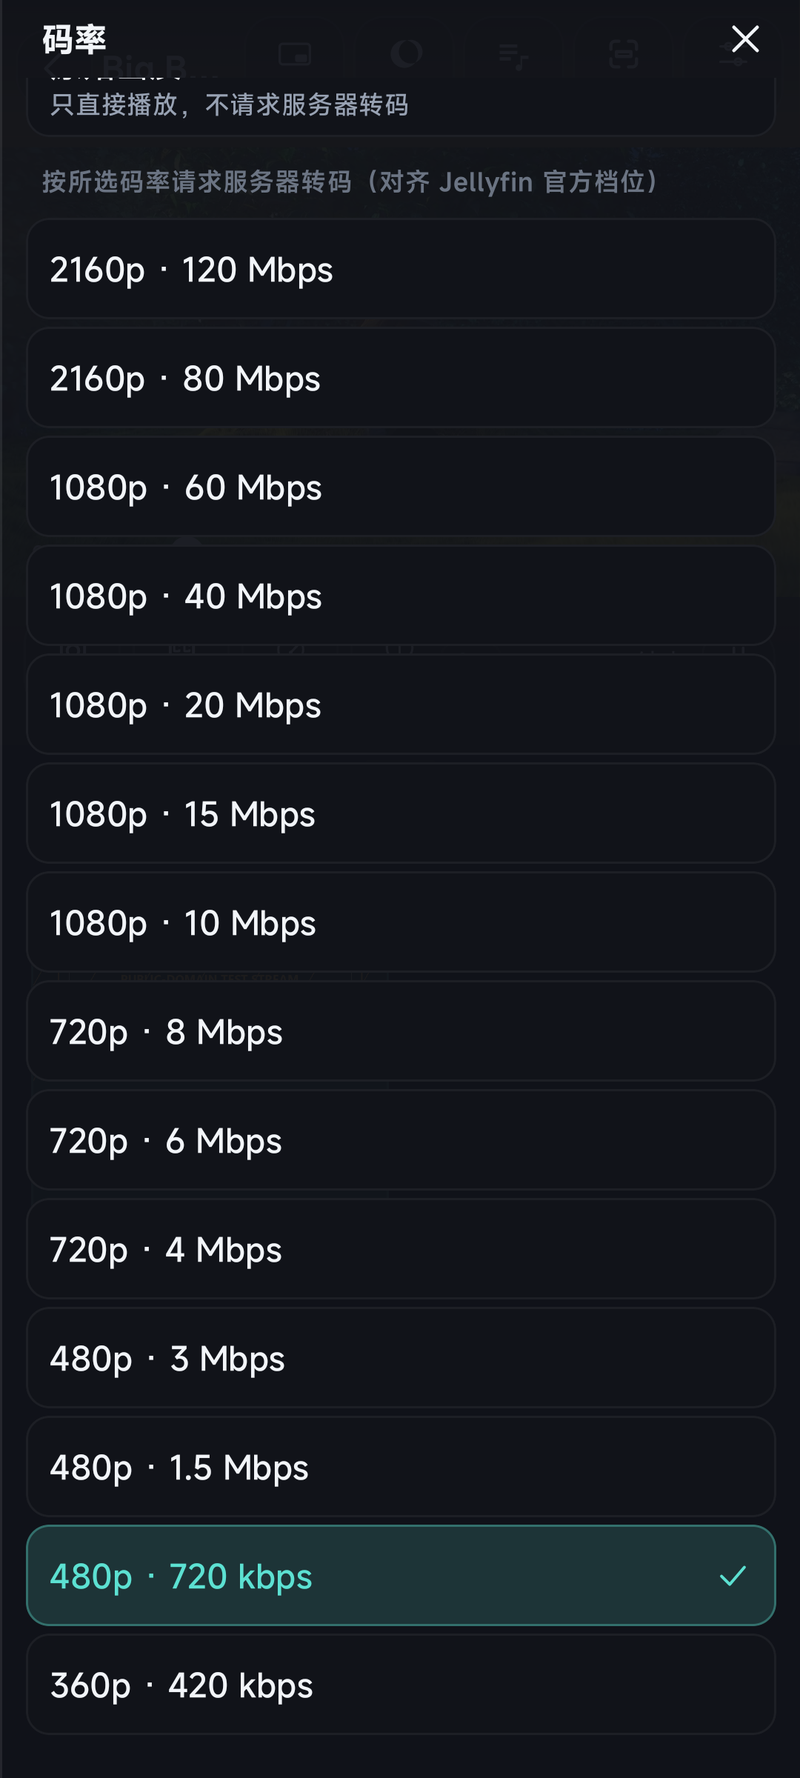 码率
只直接播放，不请求服务器转码
按所选码率请求服务器转码（对齐 Jellyfin 官方档位）
2160p · 120 Mbps
2160p · 80 Mbps
1080p · 60 Mbps
1080p · 40 Mbps
1080p · 20 Mbps
1080p · 15 Mbps
1080p · 10 Mbps
720p · 8 Mbps
720p · 6 Mbps
720p · 4 Mbps
480p · 3 Mbps
480p · 1.5 Mbps
480p · 720 kbps
360p · 420 kbps